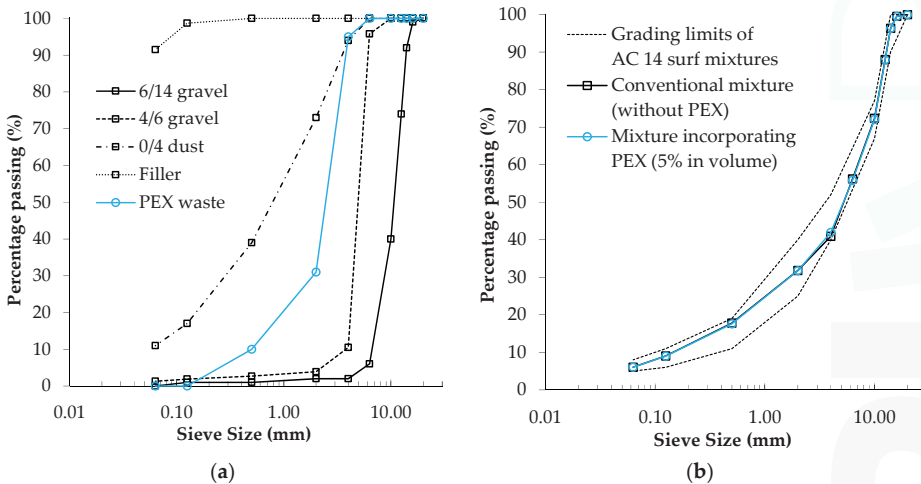 Percentage passing (%)
100
90
80
70
60
50
40
30
20
10
0
6/14 gravel
4/6 gravel
0/4 dust
Filler
PEX waste
0.01
0.10
1.00
10.00
Sieve Size (mm)
(a)
Percentage passing (%)
100
90
80
70
60
50
40
30
20
10
0
Grading limits of
AC 14 surf mixtures
Conventional mixture
(without PEX)
Mixture incorporating
PEX (5% in volume)
0.01
0.10
1.00
10.00
Sieve Size (mm)
(b)